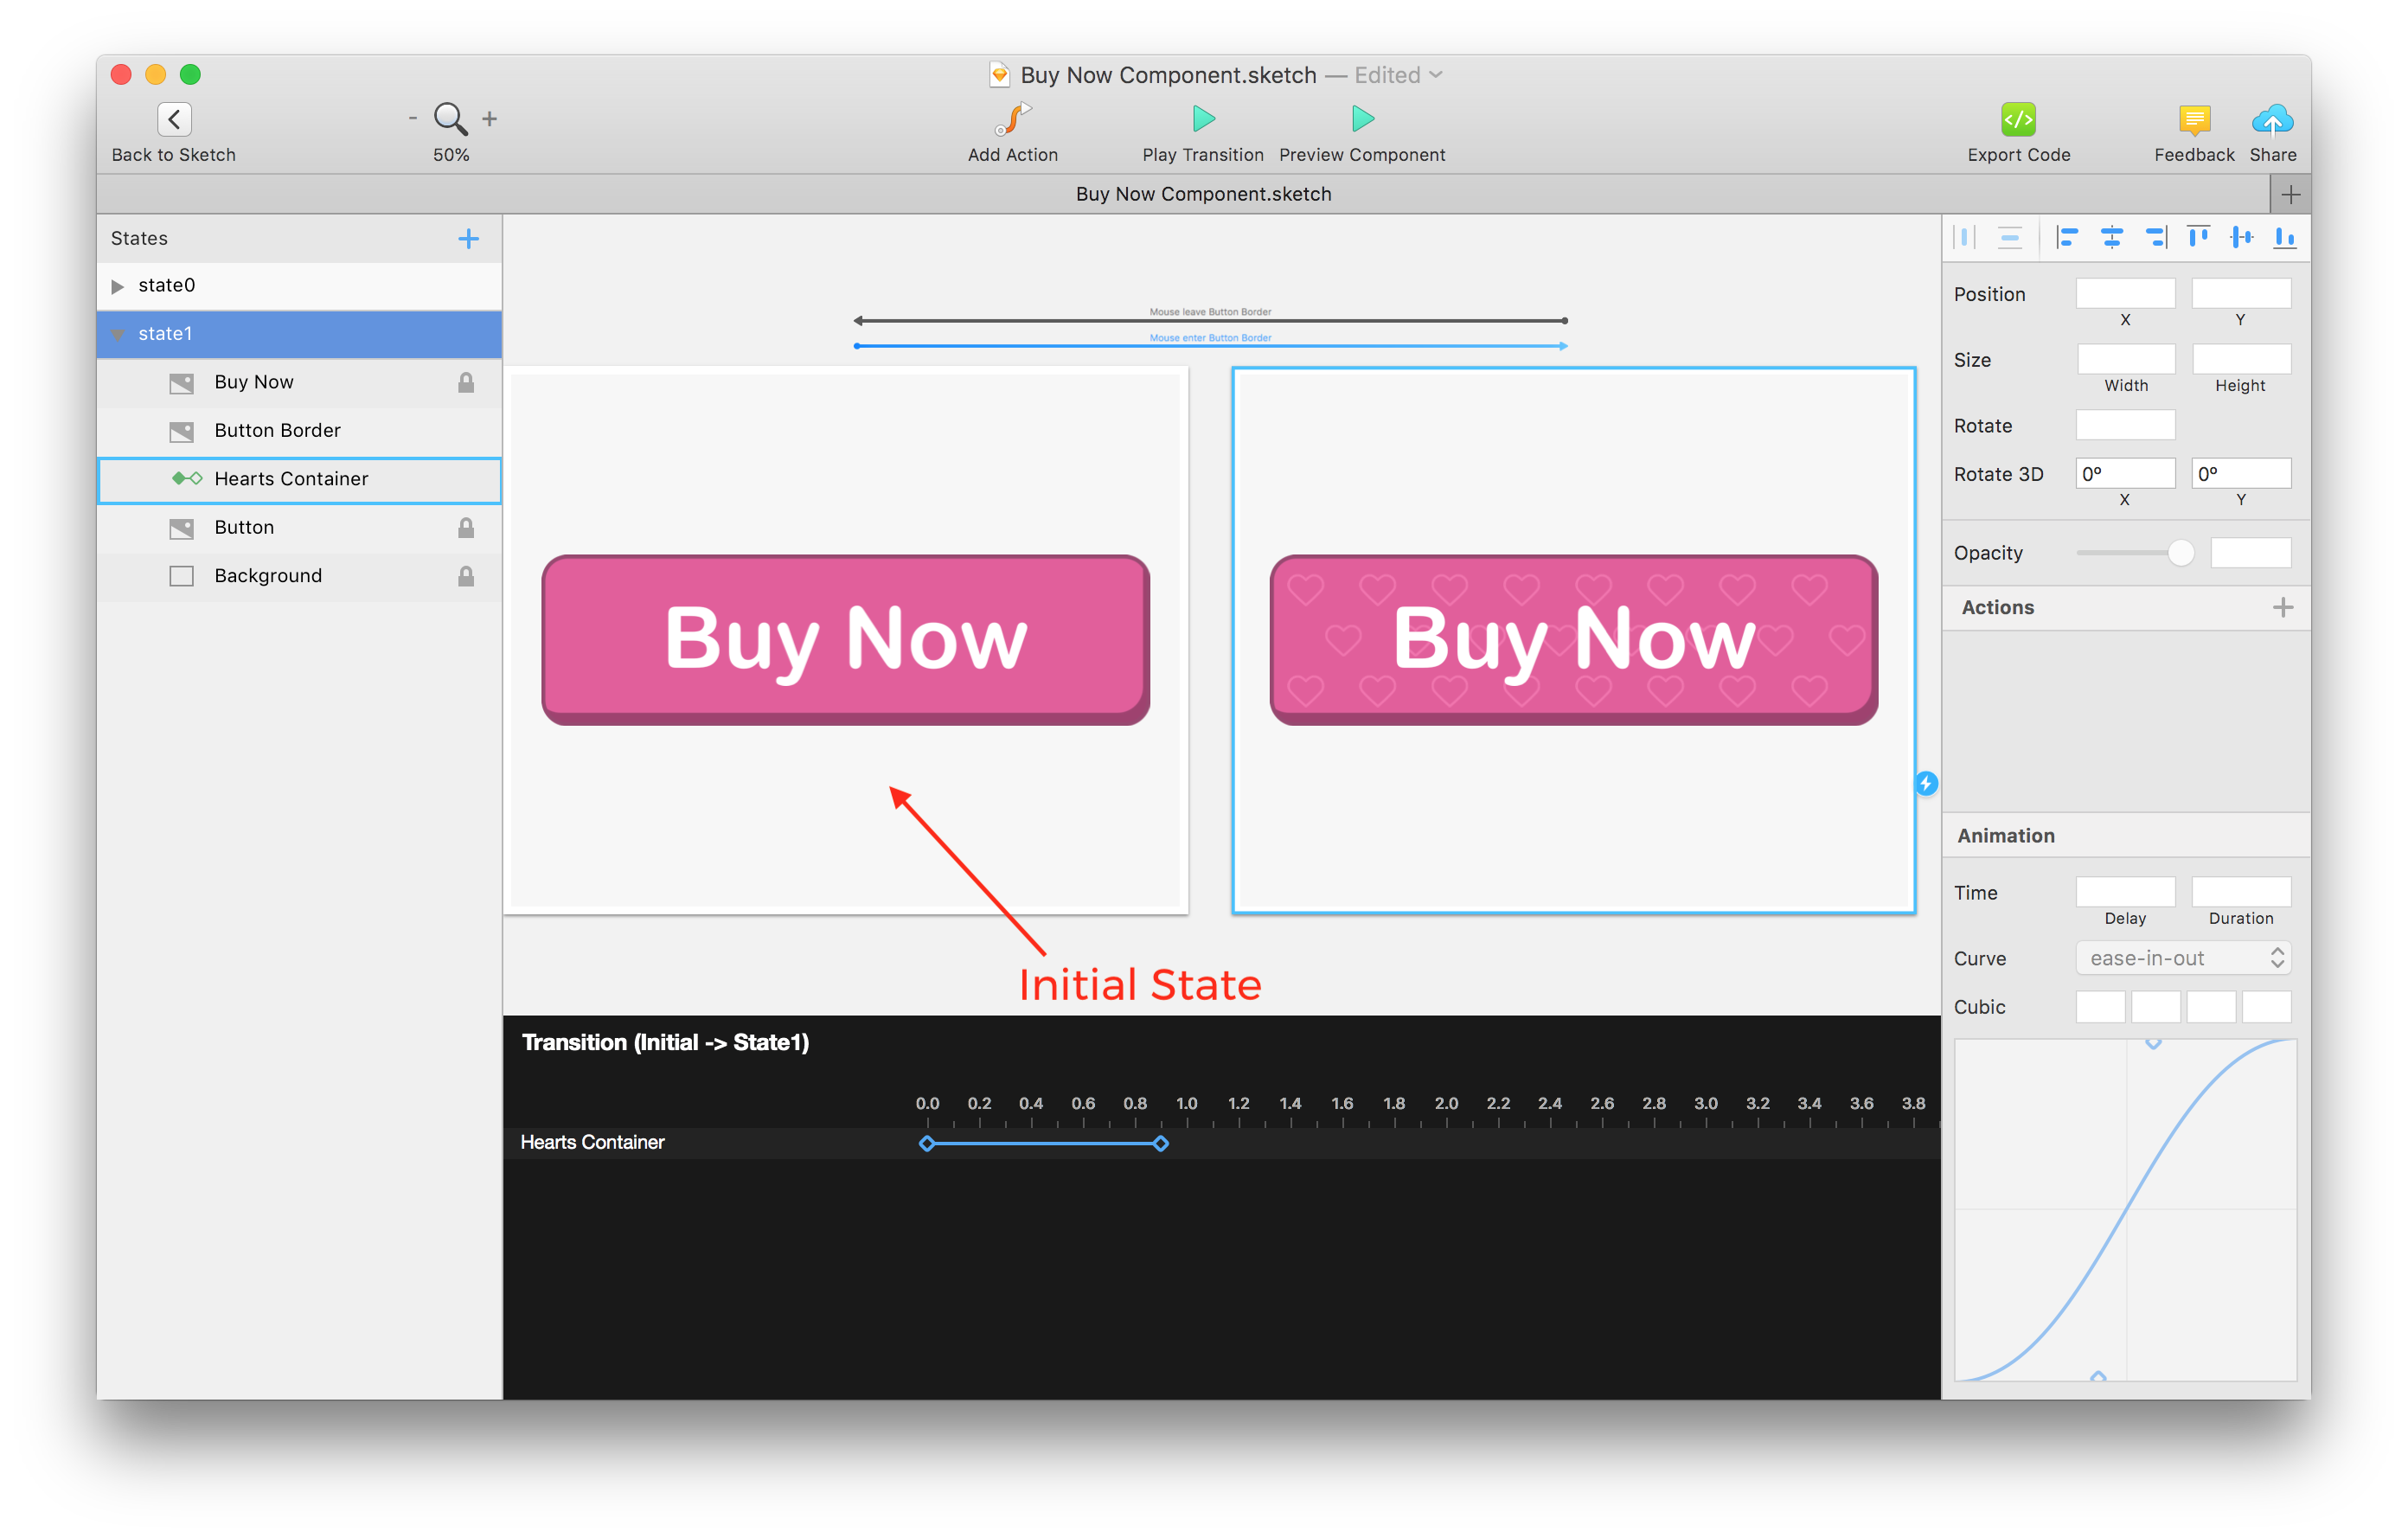 Buy Now Component.sketch — Edited
Back to Sketch
- +
50%
Add Action
Play Transition
Preview Component
Export Code
Feedback
Share
Buy Now Component.sketch
States
state0
state1
Buy Now
Button Border
Hearts Container
Button
Background
Mouse leave Button Border
Mouse enter Button Border
Buy Now
Buy Now
Initial State
Transition (Initial -> State1)
0.0 0.2 0.4 0.6 0.8 1.0 1.2 1.4 1.6 1.8 2.0 2.2 2.4 2.6 2.8 3.0 3.2 3.4 3.6 3.8
Hearts Container
Position
X Y
Size
Width Height
Rotate
Rotate 3D 0º 0º
X Y
Opacity
Actions
Animation
Time
Delay Duration
Curve ease-in-out
Cubic